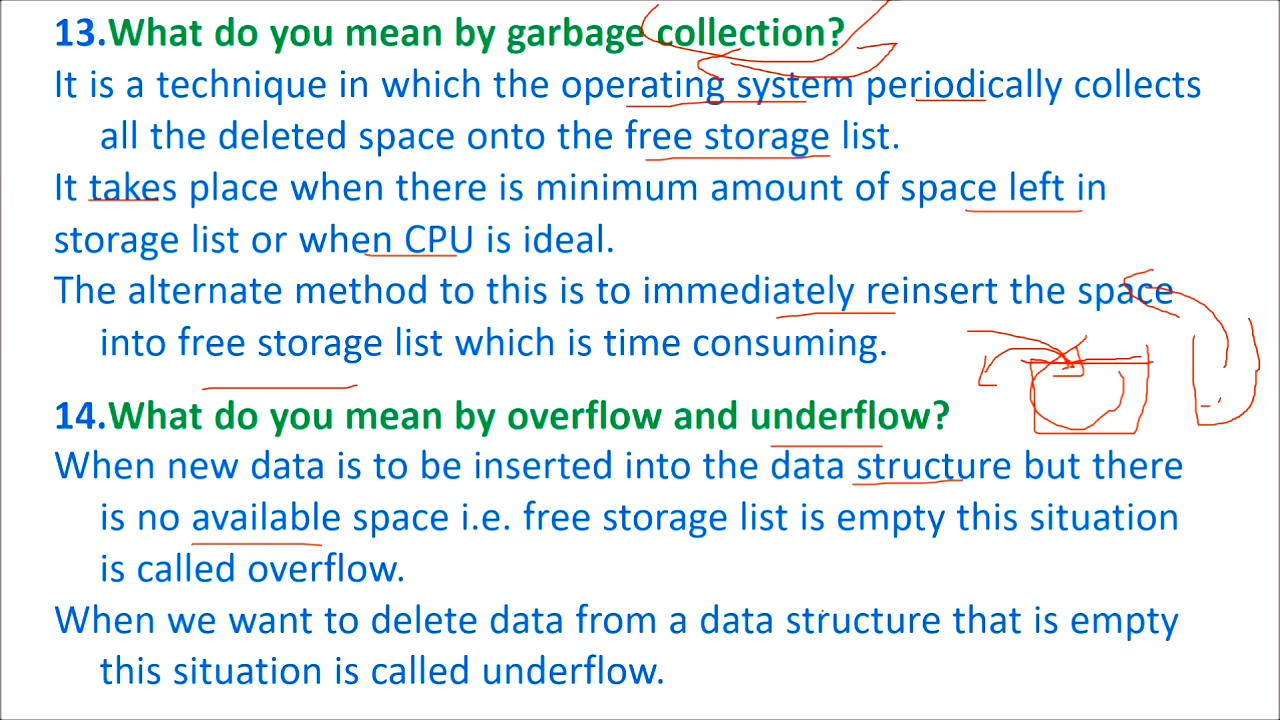 13.What do you mean by garbage collection?
It is a technique in which the operating system periodically collects
all the deleted space onto the free storage list.
It takes place when there is minimum amount of space left in
storage list or when CPU is ideal.
The alternate method to this is to immediately reinsert the space
into free storage list which is time consuming.
14.What do you mean by overflow and underflow?
When new data is to be inserted into the data structure but there
is no available space i.e. free storage list is empty this situation
is called overflow.
When we want to delete data from a data structure that is empty
this situation is called underflow.